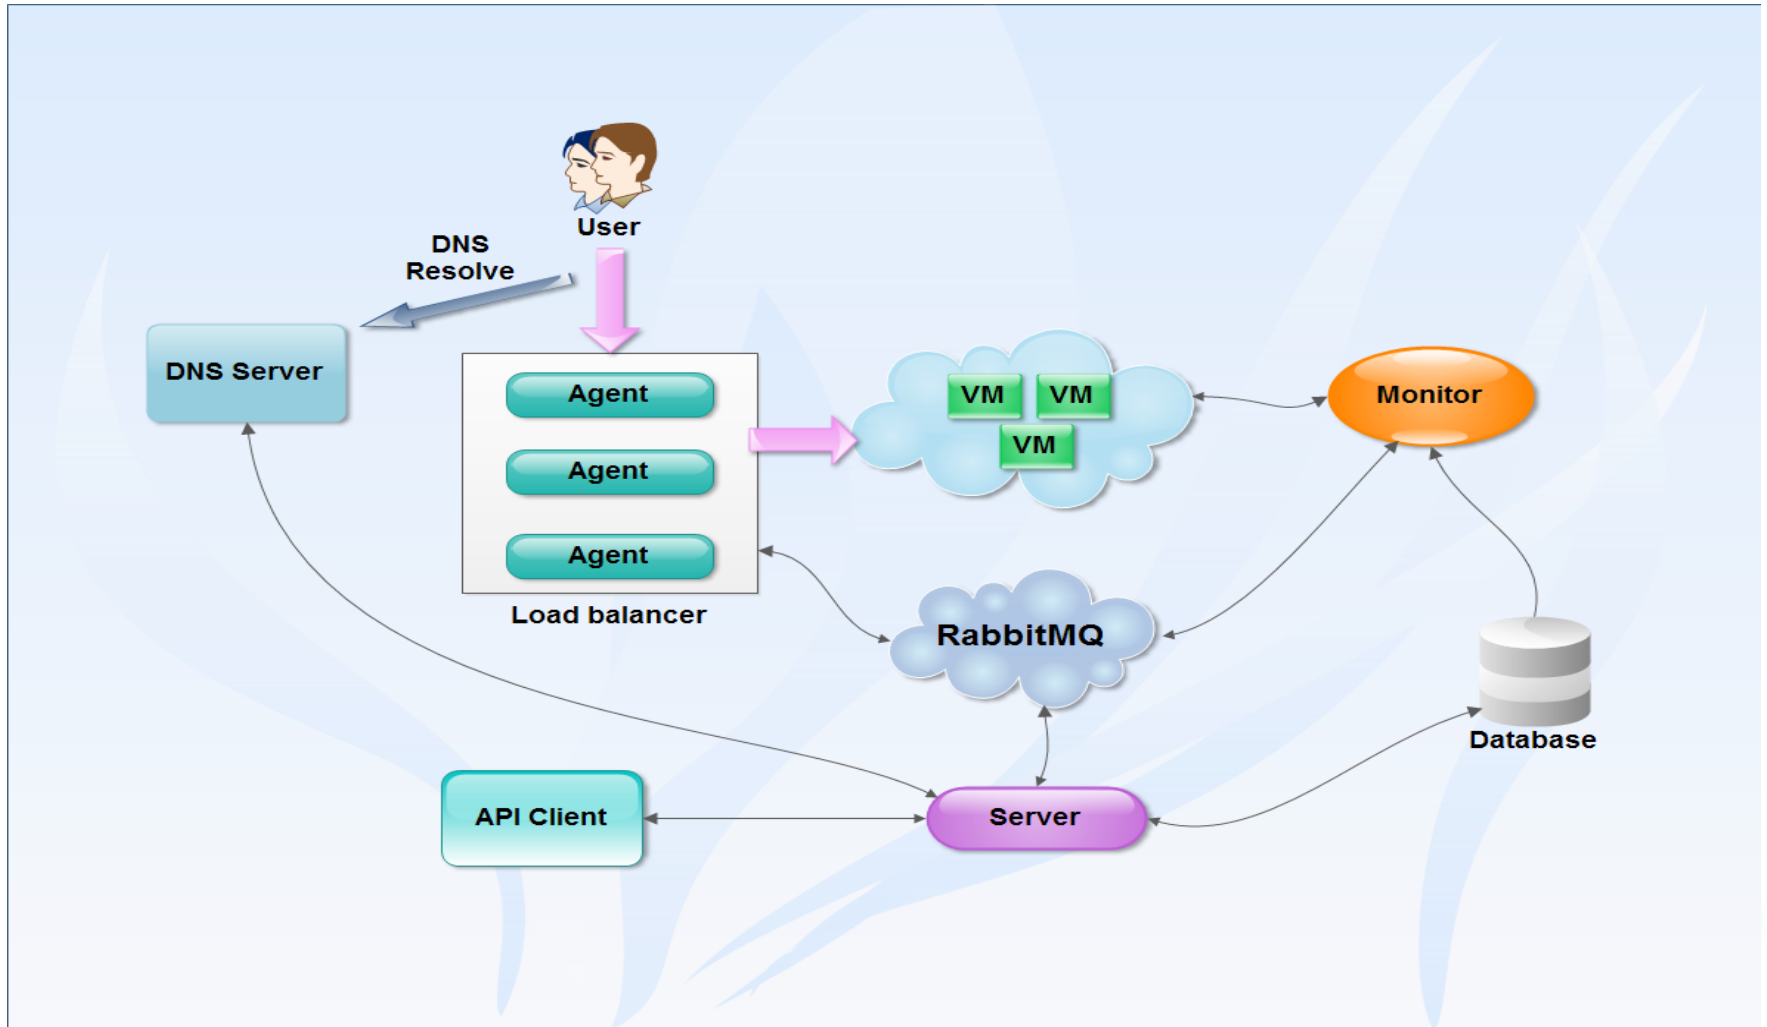 User
DNS
Resolve
DNS Server
Agent
Agent
Agent
Load balancer
VM
VM
VM
Monitor
RabbitMQ
Database
API Client
Server